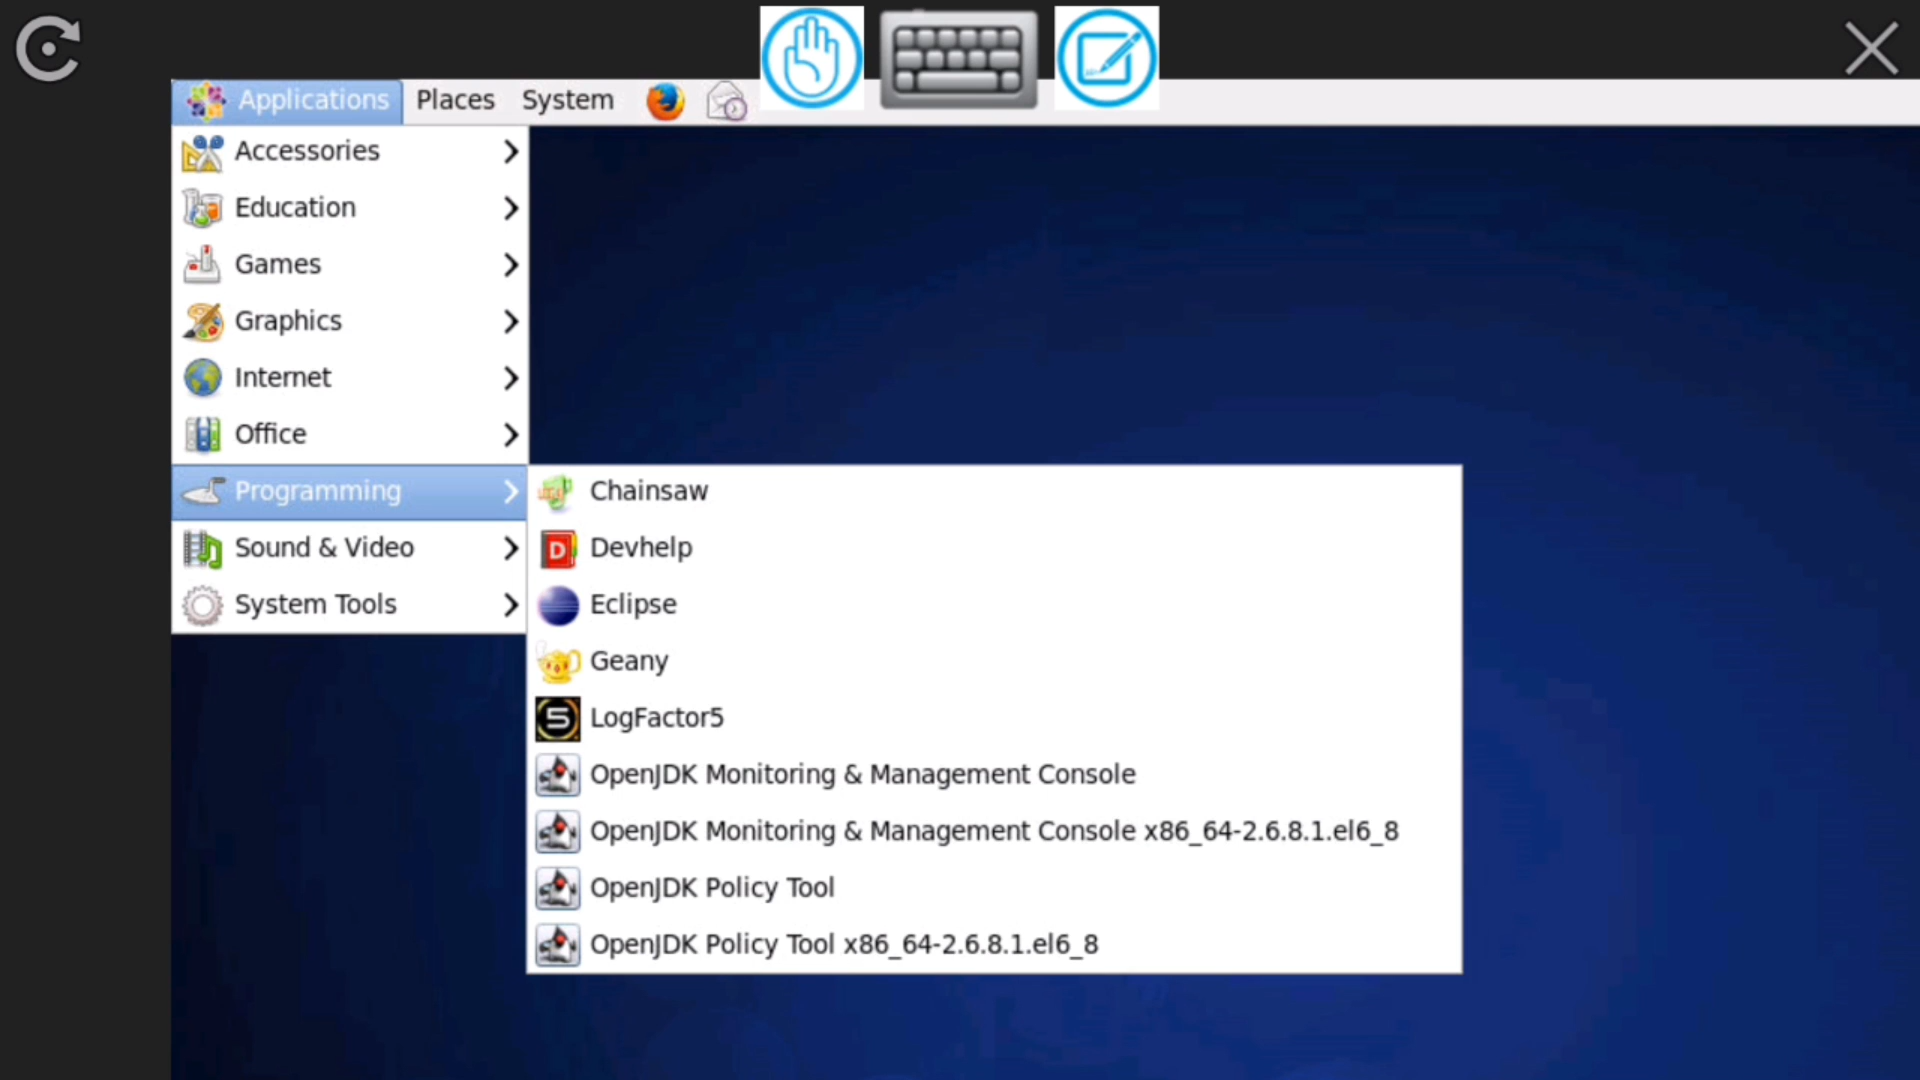 Applications Places System
Accessories
Education
Games
Graphics
Internet
Office
Programming
Sound & Video
System Tools
Chainsaw
Devhelp
Eclipse
Geany
LogFactor5
OpenJDK Monitoring & Management Console
OpenJDK Monitoring & Management Console x86_64-2.6.8.1.el6_8
OpenJDK Policy Tool
OpenJDK Policy Tool x86_64-2.6.8.1.el6_8